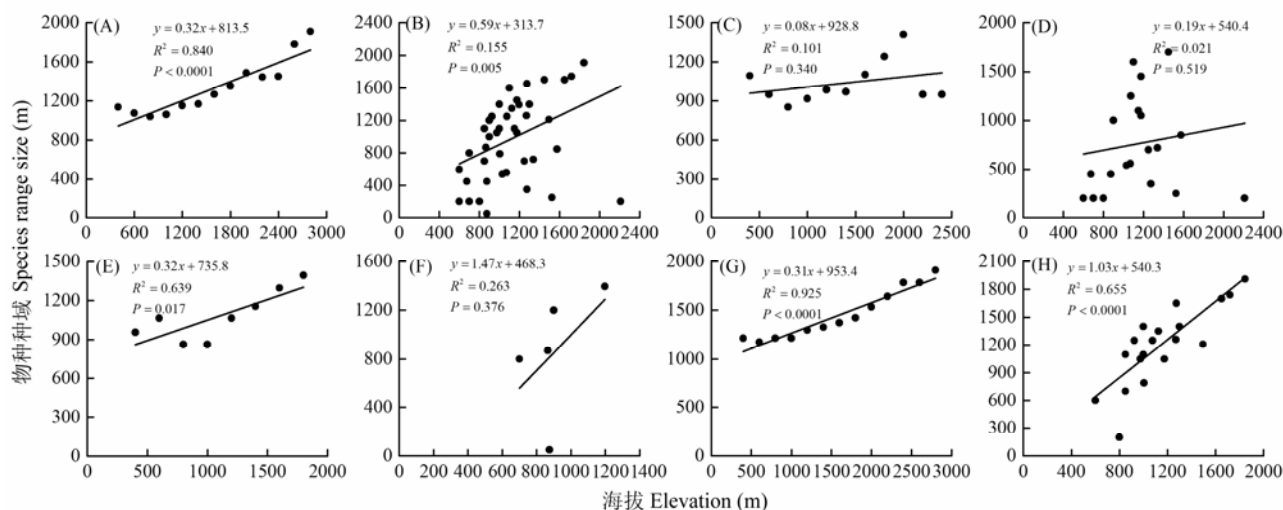 (A)
y = 0.32x + 813.5
R² = 0.840
P < 0.0001
2000
1600
1200
800
400
0
0 600 1200 1800 2400 3000
(B)
y = 0.59x + 313.7
R² = 0.155
P = 0.005
2400
2000
1600
1200
800
400
0
0 400 800 1200 1600 2000 2400
(C)
y = 0.08x + 928.8
R² = 0.101
P = 0.340
1500
1200
900
600
300
0
0 500 1000 1500 2000 2500
(D)
y = 0.19x + 540.4
R² = 0.021
P = 0.519
2000
1500
1000
500
0
0 400 800 1200 1600 2000 2400
(E)
y = 0.32x + 735.8
R² = 0.639
P = 0.017
1500
1200
900
600
300
0
0 500 1000 1500 2000
(F)
y = 1.47x + 468.3
R² = 0.263
P = 0.376
1600
1200
800
400
0
0 200 400 600 800 1000 1200 1400
(G)
y = 0.31x + 953.4
R² = 0.925
P < 0.0001
2000
1500
1000
500
0
0 500 1000 1500 2000 2500 3000
(H)
y = 1.03x + 540.3
R² = 0.655
P < 0.0001
2100
1800
1500
1200
900
600
300
0 400 800 1200 1600 2000
物种种域 Species range size (m)
海拔 Elevation (m)